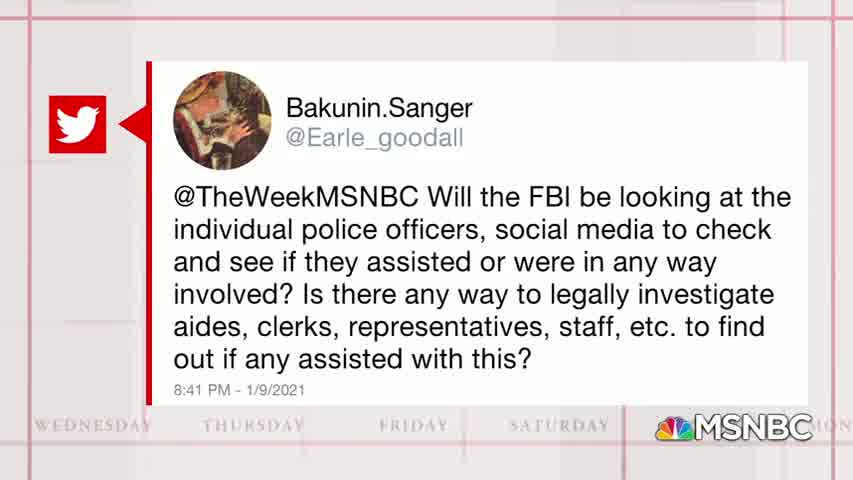 Bakunin.Sanger
@Earle_goodall
@TheWeekMSNBC Will the FBI be looking at the
individual police officers, social media to check
and see if they assisted or were in any way
involved? Is there any way to legally investigate
aides, clerks, representatives, staff, etc. to find
out if any assisted with this?
8:41 PM - 1/9/2021
WEDNESDAY THURSDAY FRIDAY SATURDAY MON
MSNBC